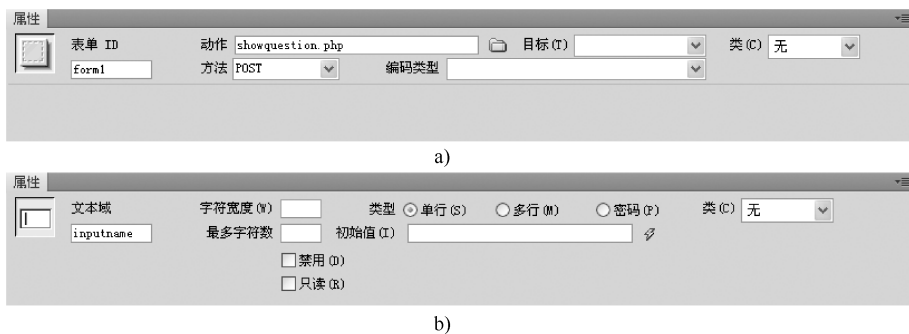 属性
表单 ID 动作 showquestion.php 目标(T) 类(C) 无
form1 方法 POST 编码类型
a)
属性
文本域 字符宽度(W) 类型 单行(S) 多行(M) 密码(P) 类(C) 无
inputname 最多字符数 初始值(I)
禁用(D)
只读(R)
b)